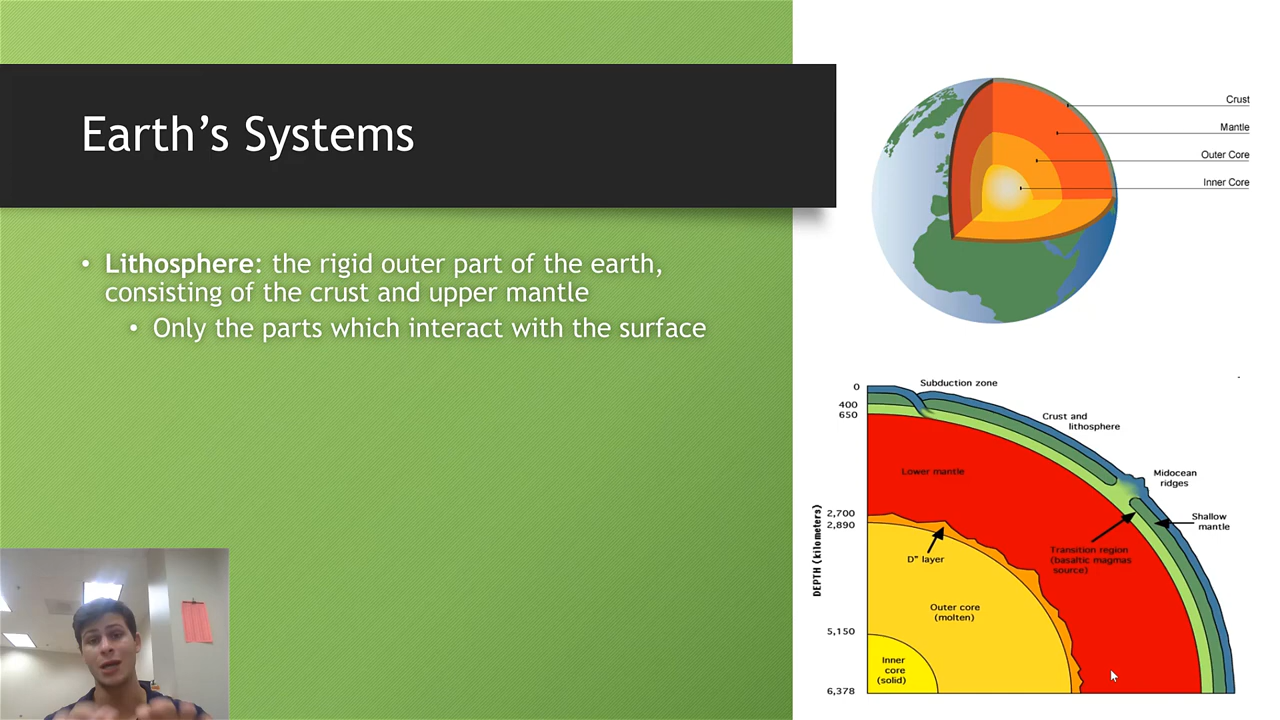 Earth's Systems
• Lithosphere: the rigid outer part of the earth,
consisting of the crust and upper mantle
• Only the parts which interact with the surface
Crust
Mantle
Outer Core
Inner Core
Subduction zone
0
400
650
Crust and
lithosphere
Lower mantle
Midocean
ridges
2,700
2,890
Shallow
mantle
Transition region
(basaltic magmas
source)
D" layer
DEPTH (kilometers)
Outer core
(molten)
5,150
Inner
core
(solid)
6,378